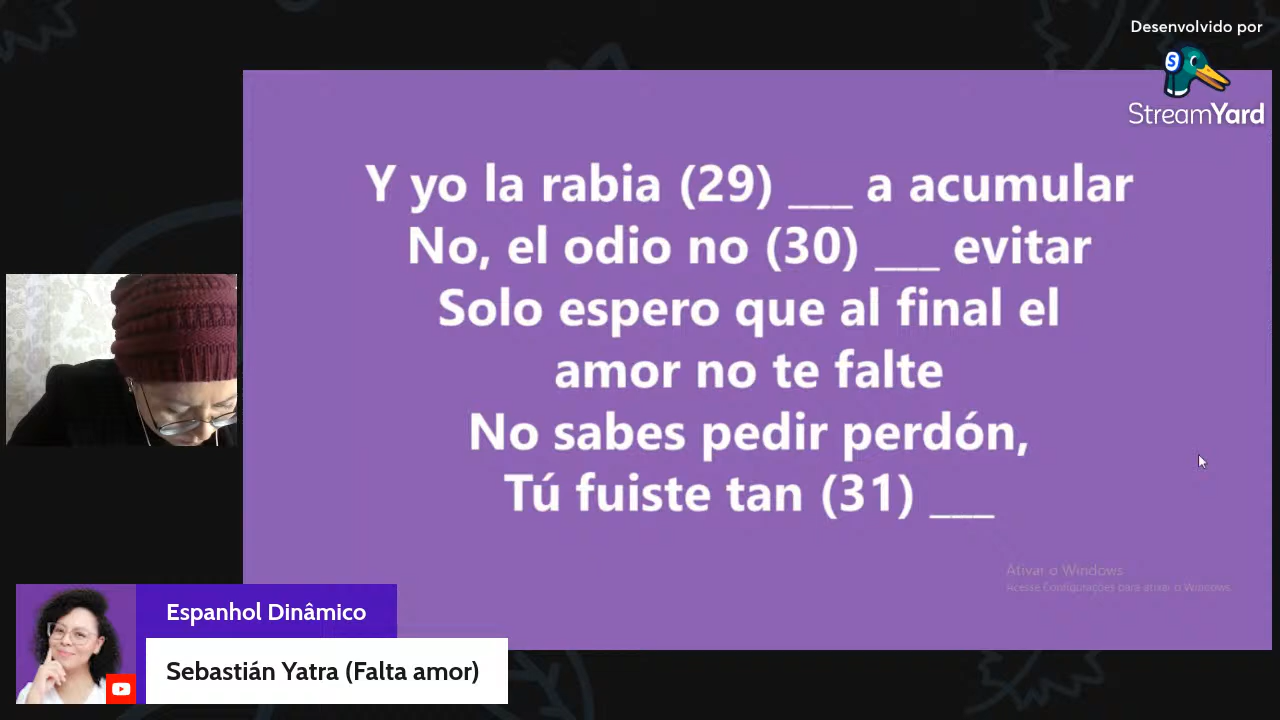 Desenvolvido por
StreamYard
Y yo la rabia (29) ___ a acumular
No, el odio no (30) ___ evitar
Solo espero que al final el
amor no te falte
No sabes pedir perdón,
Tú fuiste tan (31) ___
Ativar o Windows
Acesse Configurações para ativar o Windows.
Espanhol Dinâmico
Sebastián Yatra (Falta amor)